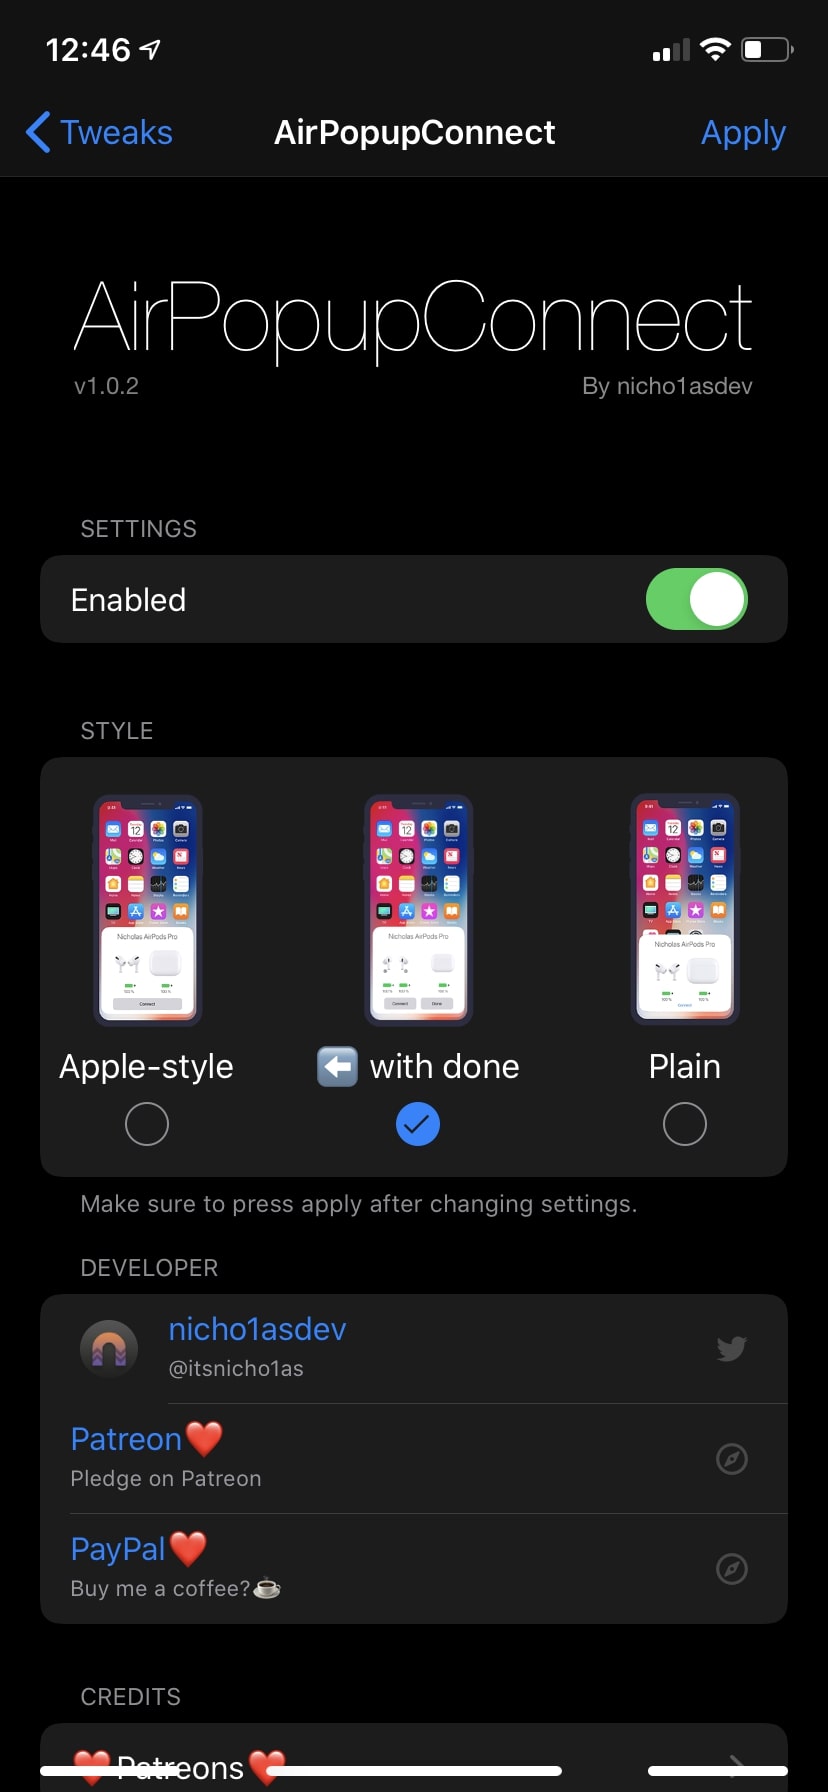 12:46
Tweaks
AirPopupConnect
Apply
AirPopupConnect
v1.0.2
By nicho1asdev
SETTINGS
Enabled
STYLE
Nicholas AirPods Pro
Connect
Nicholas AirPods Pro
Connect
Done
Nicholas AirPods Pro
Connect
Apple-style
⬅️ with done
Plain
Make sure to press apply after changing settings.
DEVELOPER
nicho1asdev
@itsnicho1as
Patreon❤️
Pledge on Patreon
PayPal❤️
Buy me a coffee?☕️
CREDITS
❤️Patreons❤️